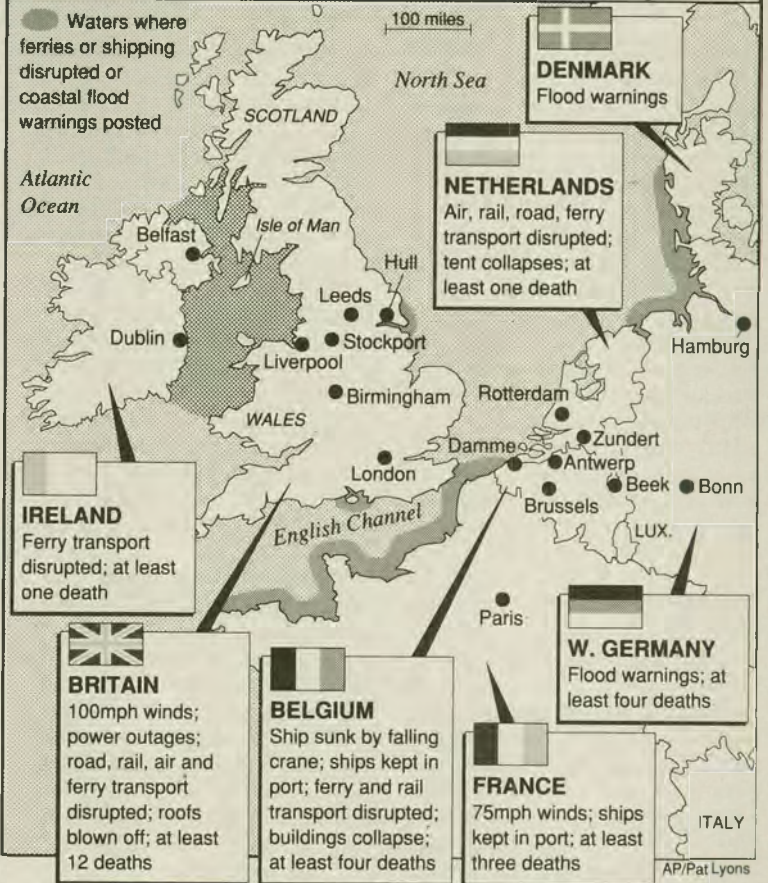 Waters where
ferries or shipping
disrupted or
coastal flood
warnings posted
100 miles
North Sea
SCOTLAND
Atlantic
Ocean
Isle of Man
Belfast
Hull
Leeds
Dublin
Stockport
Liverpool
Birmingham
WALES
London
English Channel
Rotterdam
Zundert
Damme
Antwerp
Beek
Bonn
Brussels
LUX.
Hamburg
Paris
ITALY
DENMARK
Flood warnings
NETHERLANDS
Air, rail, road, ferry
transport disrupted;
tent collapses; at
least one death
IRELAND
Ferry transport
disrupted; at least
one death
BRITAIN
100mph winds;
power outages;
road, rail, air and
ferry transport
disrupted; roofs
blown off; at least
12 deaths
BELGIUM
Ship sunk by falling
crane; ships kept in
port; ferry and rail
transport disrupted;
buildings collapse;
at least four deaths
FRANCE
75mph winds; ships
kept in port; at least
three deaths
W. GERMANY
Flood warnings; at
least four deaths
AP/Pat Lyons